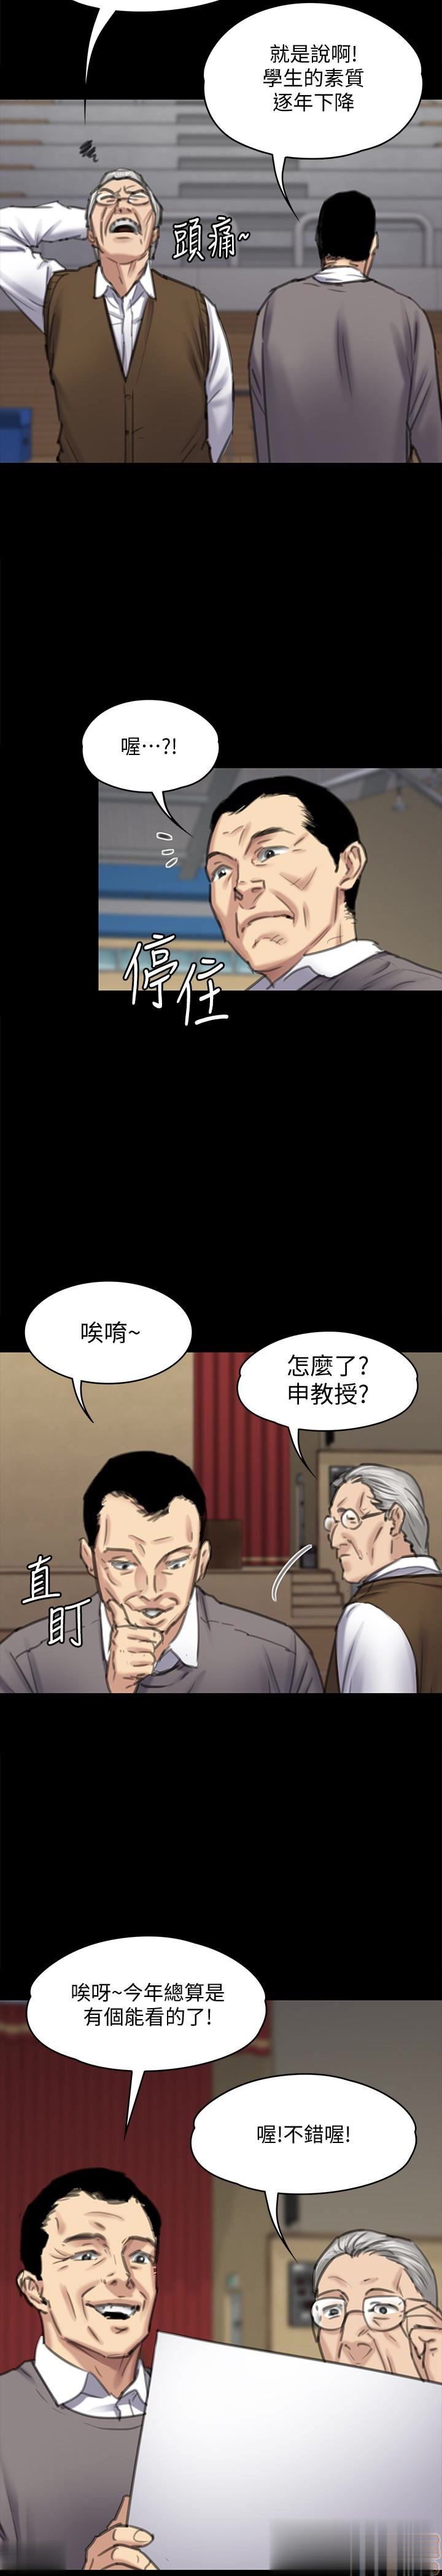 就是說啊!
學生的素質
逐年下降
頭痛~
喔⋯?!
停住
唉唷~
怎麼了?
申教授?
直盯
唉呀~今年總算是
有個能看的了!
喔!不錯喔!